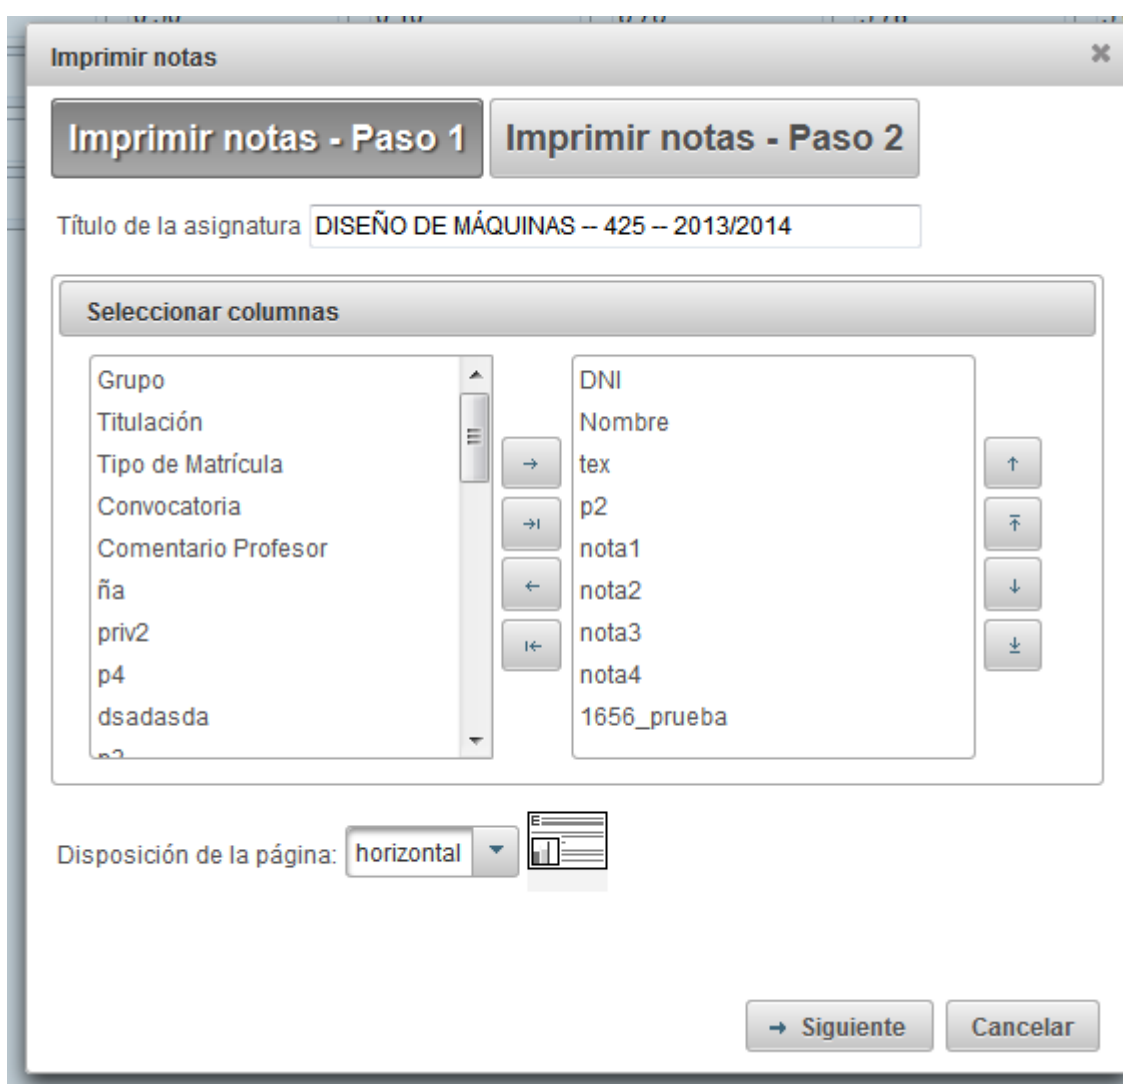 Imprimir notas
Imprimir notas - Paso 1
Imprimir notas - Paso 2
Título de la asignatura DISEÑO DE MÁQUINAS -- 425 -- 2013/2014
Seleccionar columnas
Grupo
Titulación
Tipo de Matrícula
Convocatoria
Comentario Profesor
ña
priv2
p4
dsadasda
DNI
Nombre
tex
p2
nota1
nota2
nota3
nota4
1656_prueba
Disposición de la página: horizontal
Siguiente
Cancelar